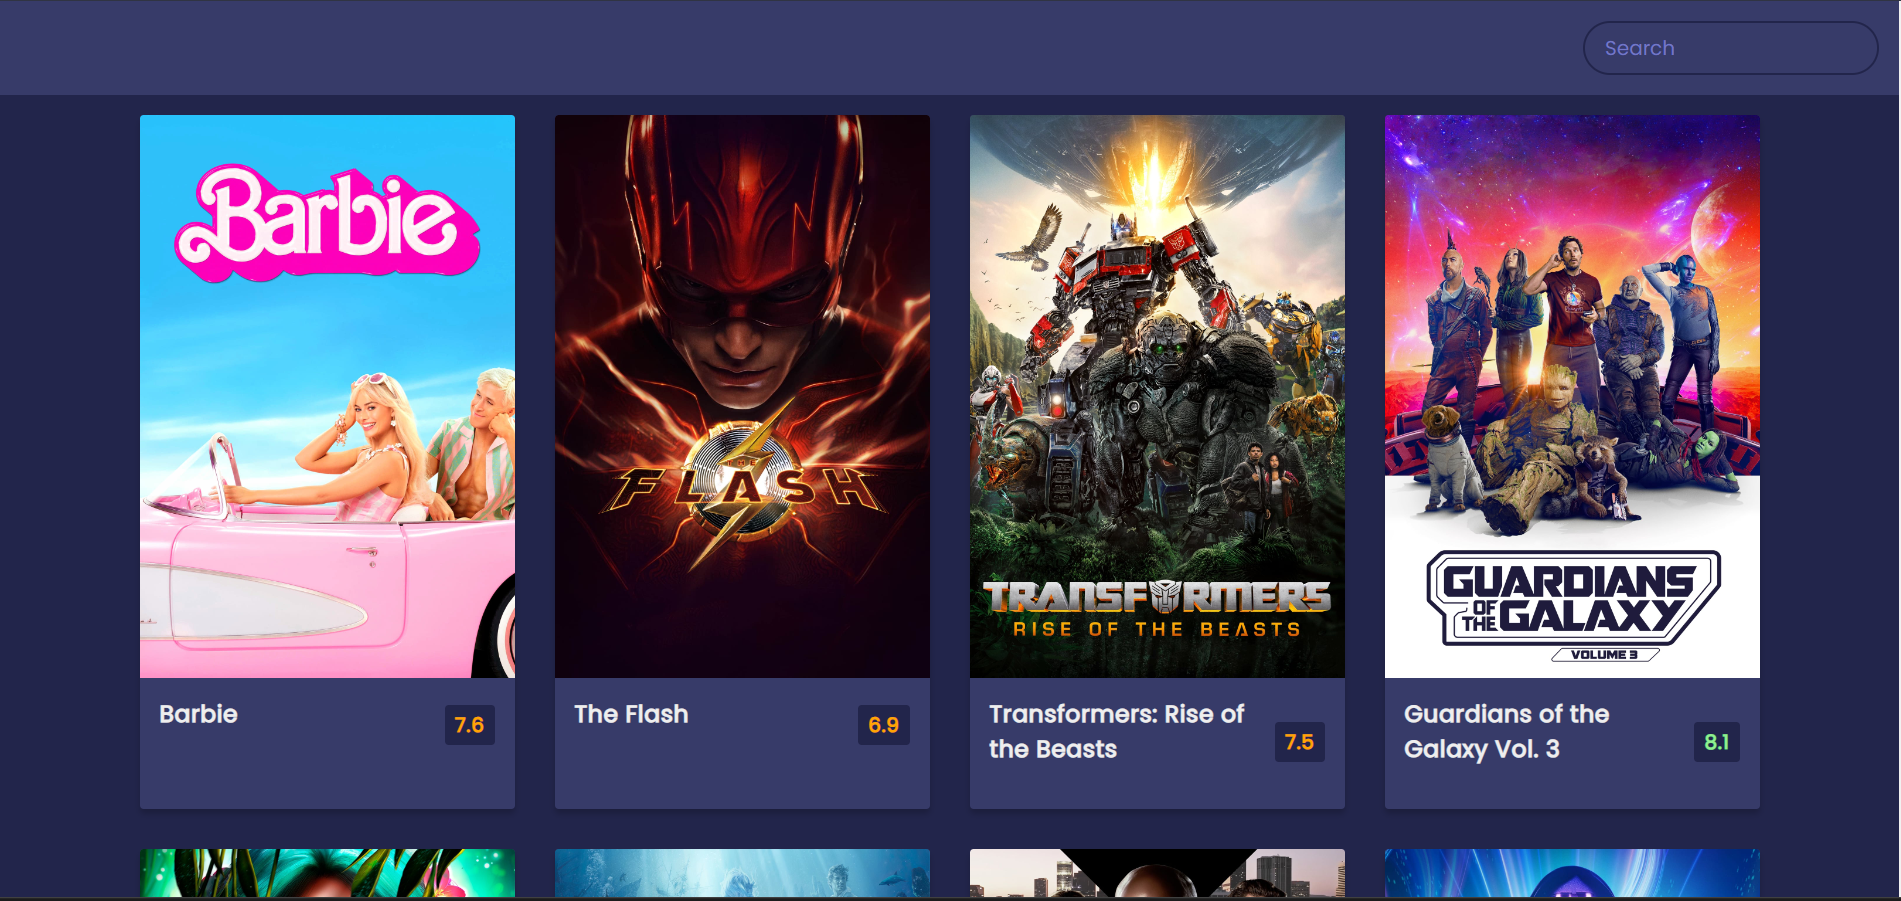 Search
Barbie
THE
FLASH
TRANSFORMERS
RISE OF THE BEASTS
GUARDIANS
OF THE GALAXY
VOLUME 3
Barbie
7.6
The Flash
6.9
Transformers: Rise of
the Beasts
7.5
Guardians of the
Galaxy Vol. 3
8.1